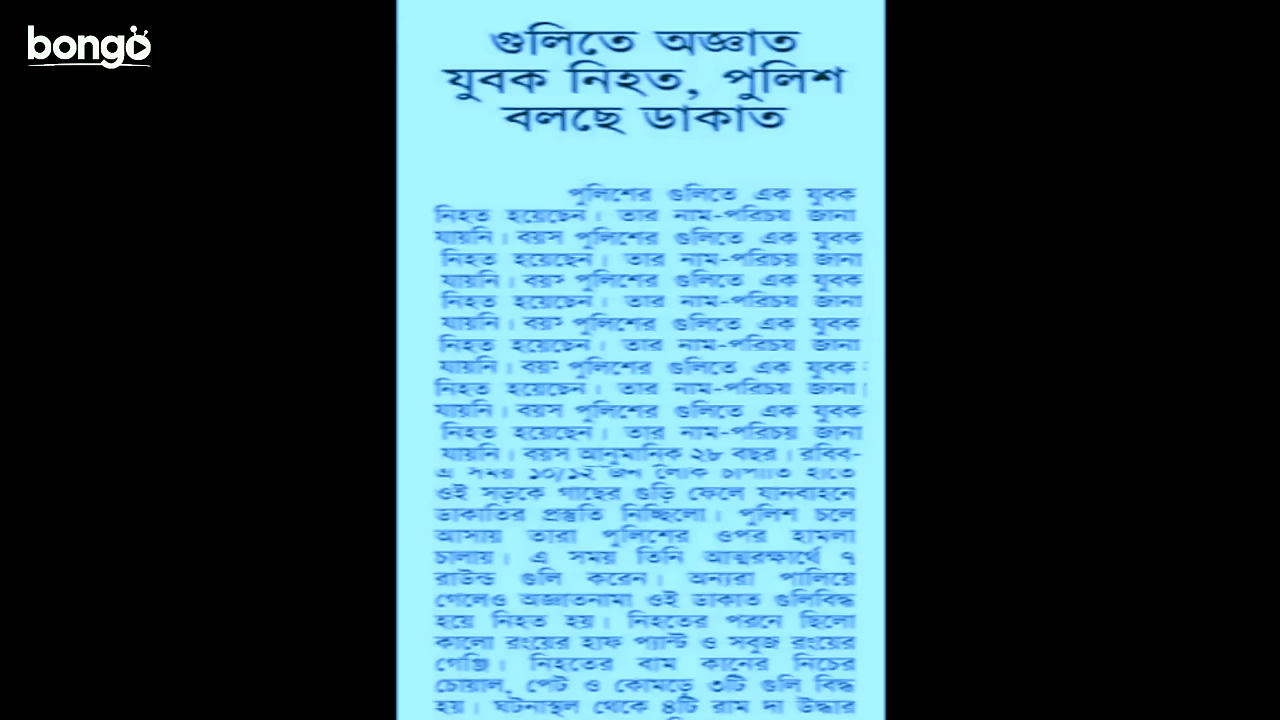 bongo
গুলিতে অজ্ঞাত
যুবক নিহত, পুলিশ
বলছে ডাকাত
পুলিশের গুলিতে এক যুবক
নিহত হয়েছেন। তার নাম-পরিচয় জানা
যায়নি। বয়স পুলিশের গুলিতে এক যুবক
নিহত হয়েছেন। তার নাম-পরিচয় জানা
যায়নি। বয়স পুলিশের গুলিতে এক যুবক
নিহত হয়েছেন। তার নাম-পরিচয় জানা
যায়নি। বয়স পুলিশের গুলিতে এক যুবক
নিহত হয়েছেন। তার নাম-পরিচয় জানা
যায়নি। বয়স পুলিশের গুলিতে এক যুবক
নিহত হয়েছেন। তার নাম-পরিচয় জানা
যায়নি। বয়স পুলিশের গুলিতে এক যুবক
নিহত হয়েছেন। তার নাম-পরিচয় জানা
যায়নি। বয়স আনুমানিক ২৮ বছর। রবিব-
এ সময় ১০/১২ জন লোক চাপাতি হাতে
ওই সড়কে গাছের গুড়ি ফেলে যানবাহনে
ডাকাতির প্রস্তুতি নিচ্ছিলো। পুলিশ চলে
আসায় তারা পুলিশের ওপর হামলা
চালায়। এ সময় তিনি আত্মরক্ষার্থে ৭
রাউন্ড গুলি করেন। অন্যরা পালিয়ে
গেলেও অজ্ঞাতনামা ওই ডাকাত গুলিবিদ্ধ
হয়ে নিহত হয়। নিহতের পরনে ছিলো
কালো রংয়ের হাফ প্যান্ট ও সবুজ রংয়ের
গেঞ্জি। নিহতের বাম কানের নিচের
চোয়াল, পেট ও কোমড়ে ৩টি গুলি বিদ্ধ
হয়। ঘটনাস্থল থেকে ৪টি রাম দা উদ্ধার